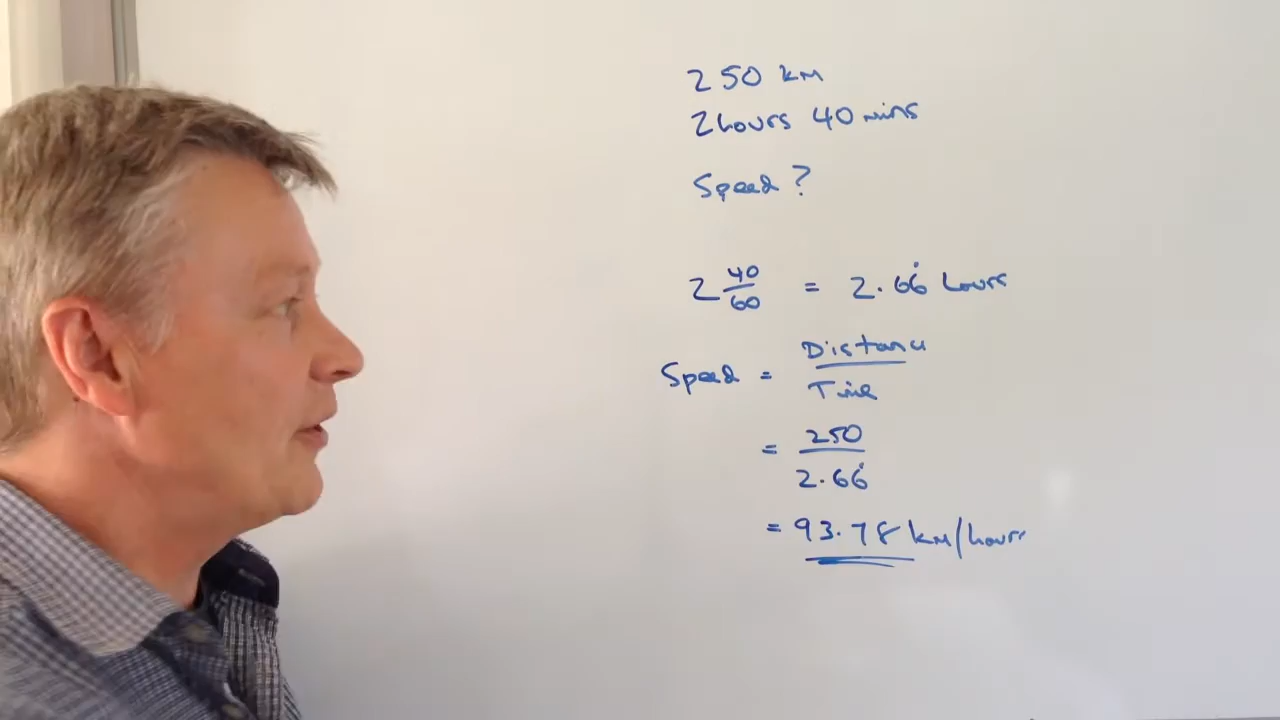 250 km
2 hours 40 mins
Speed ?
2 40/60 = 2.66̇ hours
Speed = Distance/Time
= 250/2.66̇
= 93.78 km/hours